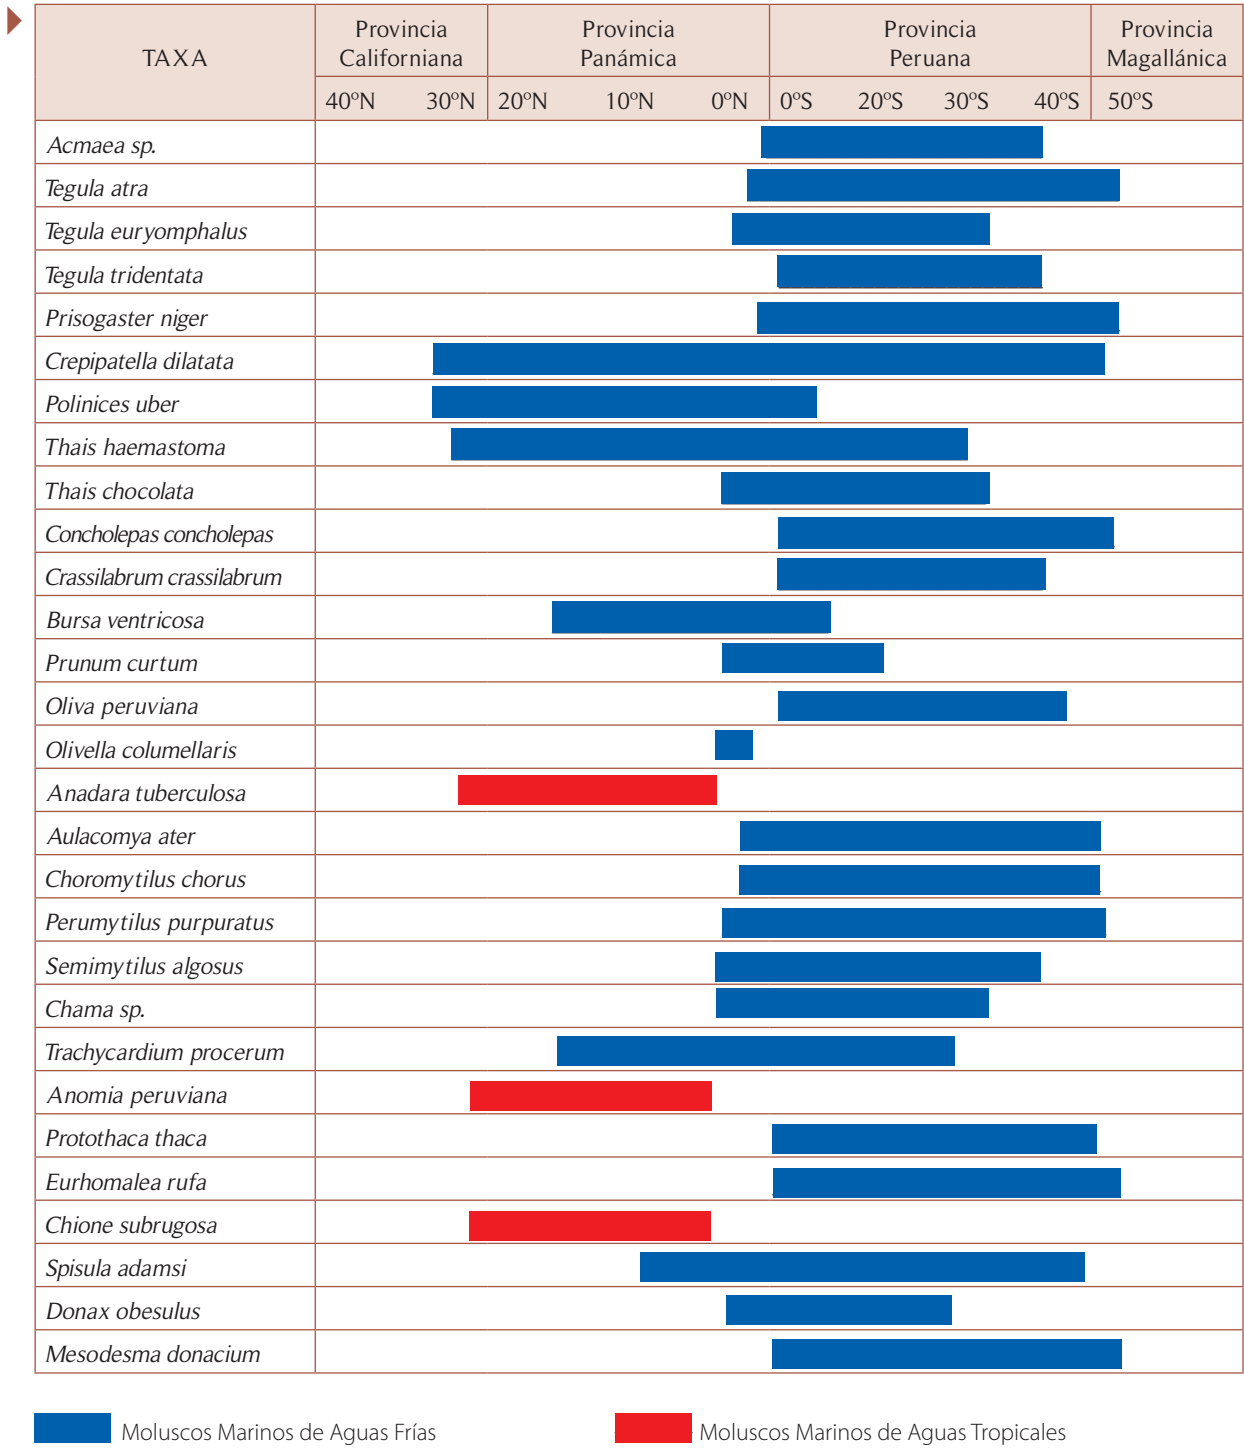 TAXA
Provincia Californiana
Provincia Panámica
Provincia Peruana
Provincia Magallánica
40ºN 30ºN 20ºN 10ºN 0ºN 0ºS 20ºS 30ºS 40ºS 50ºS
Acmaea sp.
Tegula atra
Tegula euryomphalus
Tegula tridentata
Prisogaster niger
Crepipatella dilatata
Polinices uber
Thais haemastoma
Thais chocolata
Concholepas concholepas
Crassilabrum crassilabrum
Bursa ventricosa
Prunum curtum
Oliva peruviana
Olivella columellaris
Anadara tuberculosa
Aulacomya ater
Choromytilus chorus
Perumytilus purpuratus
Semimytilus algosus
Chama sp.
Trachycardium procerum
Anomia peruviana
Protothaca thaca
Eurhomalea rufa
Chione subrugosa
Spisula adamsi
Donax obesulus
Mesodesma donacium
Moluscos Marinos de Aguas Frías
Moluscos Marinos de Aguas Tropicales